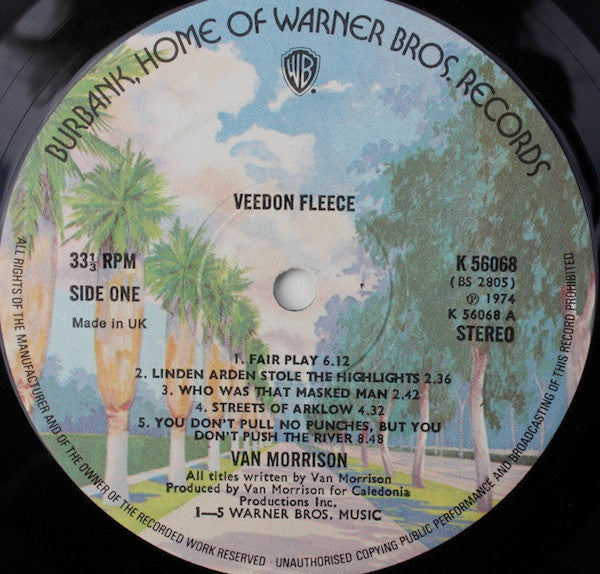 BURBANK, HOME OF WARNER BROS. RECORDS
WB
VEEDON FLEECE
33⅓ RPM
SIDE ONE
Made in UK
K 56068
(BS 2805)
℗ 1974
K 56068 A
STEREO
1. FAIR PLAY 6.12
2. LINDEN ARDEN STOLE THE HIGHLIGHTS 2.36
3. WHO WAS THAT MASKED MAN 2.42
4. STREETS OF ARKLOW 4.32
5. YOU DON'T PULL NO PUNCHES, BUT YOU
DON'T PUSH THE RIVER 8.48
VAN MORRISON
All titles written by Van Morrison
Produced by Van Morrison for Caledonia
Productions Inc.
1—5 WARNER BROS. MUSIC
ALL RIGHTS OF THE MANUFACTURER AND OF THE OWNER OF THE RECORDED WORK RESERVED - UNAUTHORISED COPYING PUBLIC PERFORMANCE AND BROADCASTING OF THIS RECORD PROHIBITED